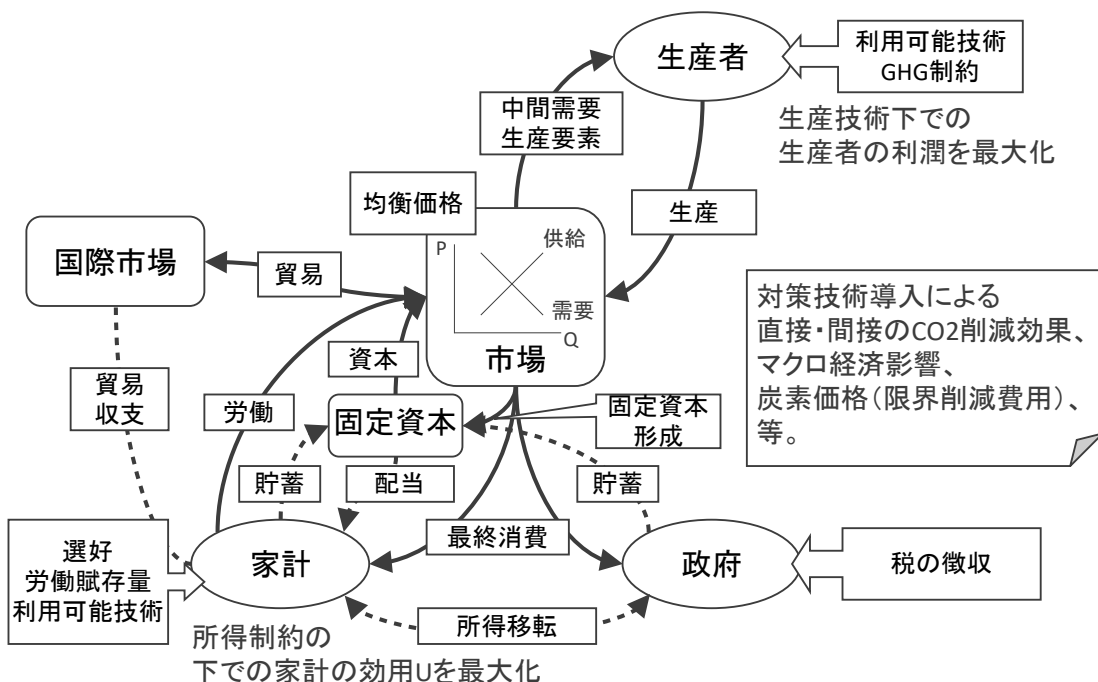 生産者
利用可能技術
GHG制約
中間需要
生産要素
生産技術下での
生産者の利潤を最大化
均衡価格
生産
P
供給
需要
Q
市場
国際市場
貿易
対策技術導入による
直接・間接のCO2削減効果、
マクロ経済影響、
炭素価格（限界削減費用）、
等。
資本
貿易
収支
労働
固定資本
固定資本
形成
貯蓄
配当
貯蓄
最終消費
選好
労働賦存量
利用可能技術
家計
政府
税の徴収
所得移転
所得制約の
下での家計の効用Uを最大化